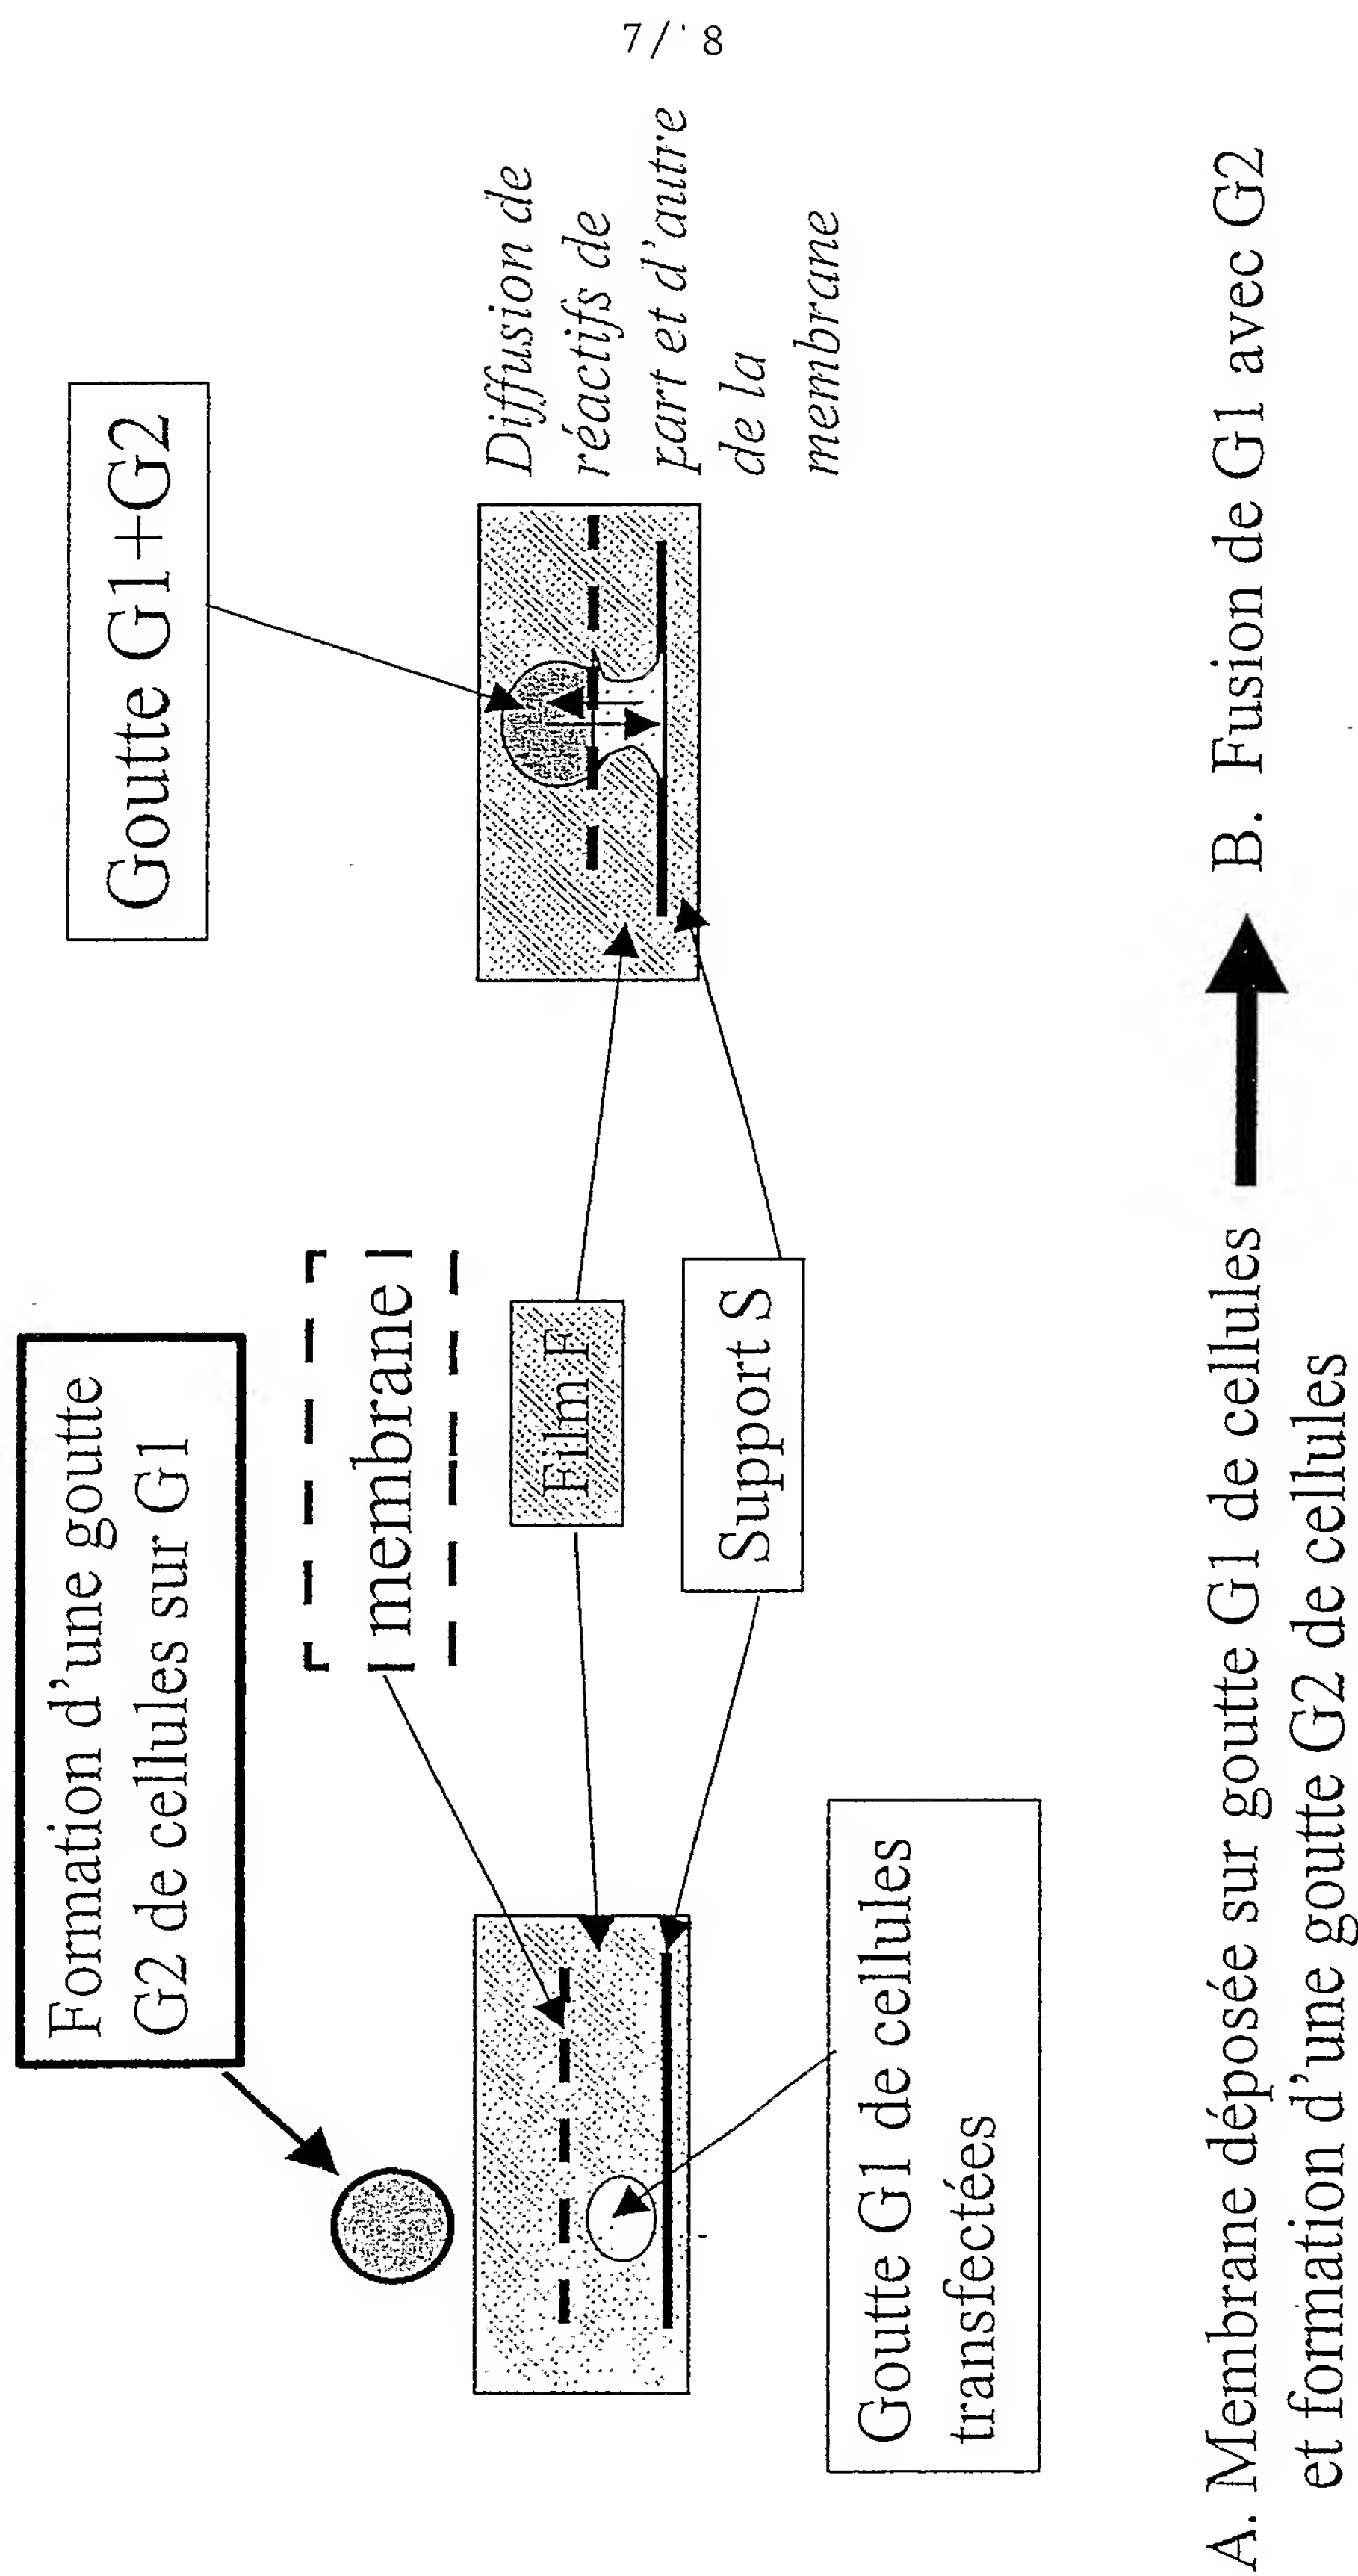 7/ 8
Formation d'une goutte
G2 de cellules sur G1
membrane
Film F
Support S
Goutte G1 de cellules
transfectées
Goutte G1+G2
Diffusion de
réactifs de
part et d'autre
de la
membrane
A. Membrane déposée sur goutte G1 de cellules
et formation d'une goutte G2 de cellules
B. Fusion de G1 avec G2